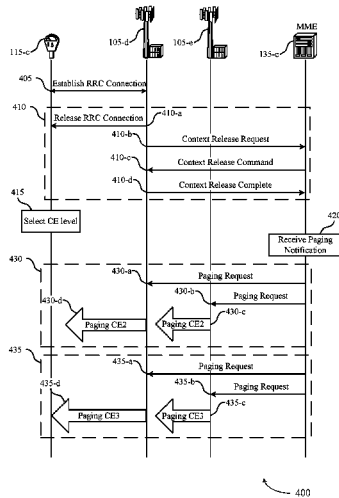 MME
115-c
105-d
105-e
135-c
405
Establish RRC Connection
410
Release RRC Connection
410-a
410-b
Context Release Request
410-c
Context Release Command
410-d
Context Release Complete
415
Select CE level
420
Receive Paging
Notification
430
430-a
Paging Request
430-b
Paging Request
430-d
430-c
Paging CE2
Paging CE2
435
435-a
Paging Request
435-d
435-b
Paging Request
435-c
Paging CE3
Paging CE3
400